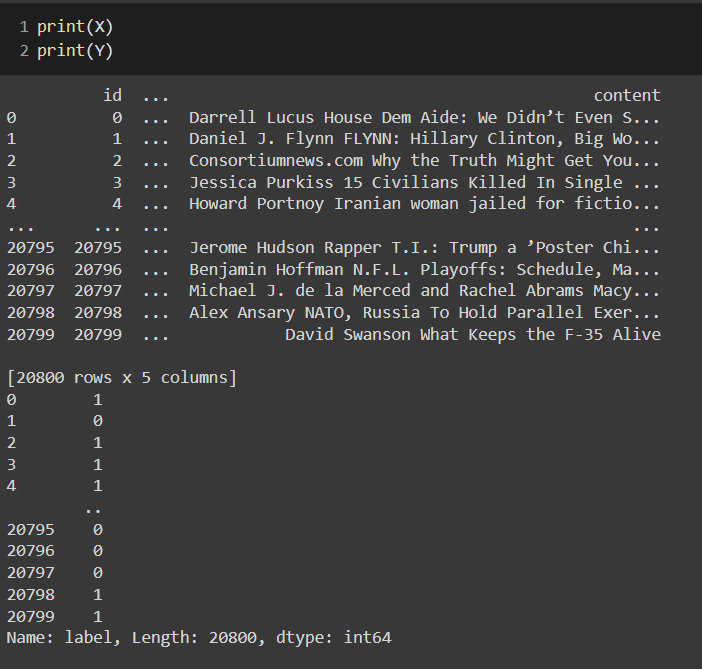 1 print(X)
2 print(Y)
id ... content
0 0 ... Darrell Lucus House Dem Aide: We Didn’t Even S...
1 1 ... Daniel J. Flynn FLYNN: Hillary Clinton, Big Wo...
2 2 ... Consortiumnews.com Why the Truth Might Get You...
3 3 ... Jessica Purkiss 15 Civilians Killed In Single ...
4 4 ... Howard Portnoy Iranian woman jailed for fictio...
... ... ... ...
20795 20795 ... Jerome Hudson Rapper T.I.: Trump a ’Poster Chi...
20796 20796 ... Benjamin Hoffman N.F.L. Playoffs: Schedule, Ma...
20797 20797 ... Michael J. de la Merced and Rachel Abrams Macy...
20798 20798 ... Alex Ansary NATO, Russia To Hold Parallel Exer...
20799 20799 ... David Swanson What Keeps the F-35 Alive
[20800 rows x 5 columns]
0 1
1 0
2 1
3 1
4 1
..
20795 0
20796 0
20797 0
20798 1
20799 1
Name: label, Length: 20800, dtype: int64